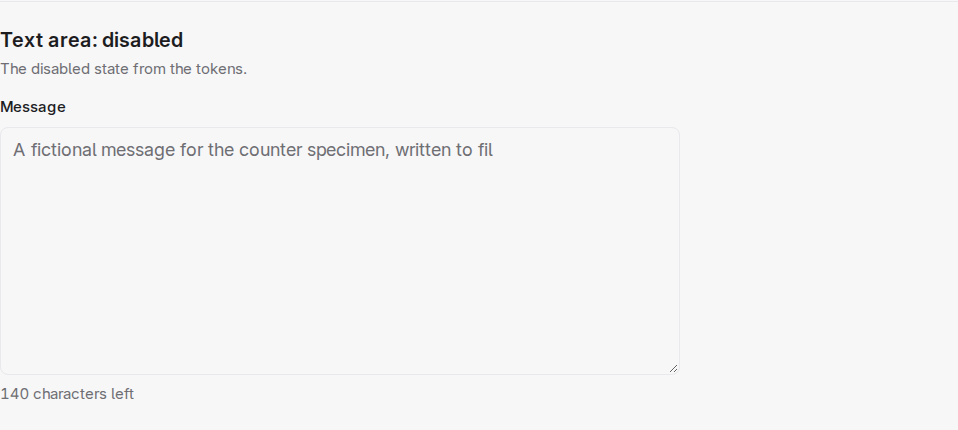 Text area: disabled
The disabled state from the tokens.
Message
A fictional message for the counter specimen, written to fil
140 characters left